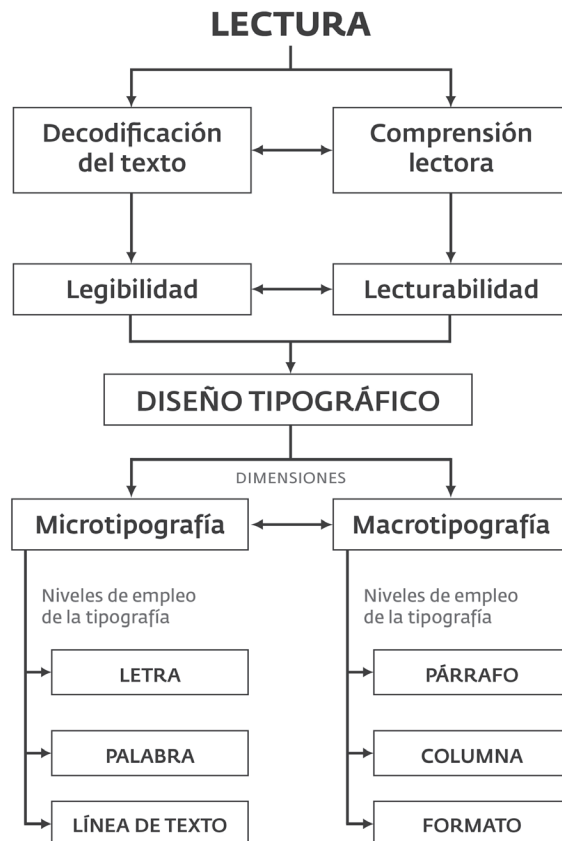 LECTURA
Decodificación
del texto
Comprensión
lectora
Legibilidad
Lecturabilidad
DISEÑO TIPOGRÁFICO
DIMENSIONES
Microtipografía
Macrotipografía
Niveles de empleo
de la tipografía
Niveles de empleo
de la tipografía
LETRA
PÁRRAFO
PALABRA
COLUMNA
LÍNEA DE TEXTO
FORMATO